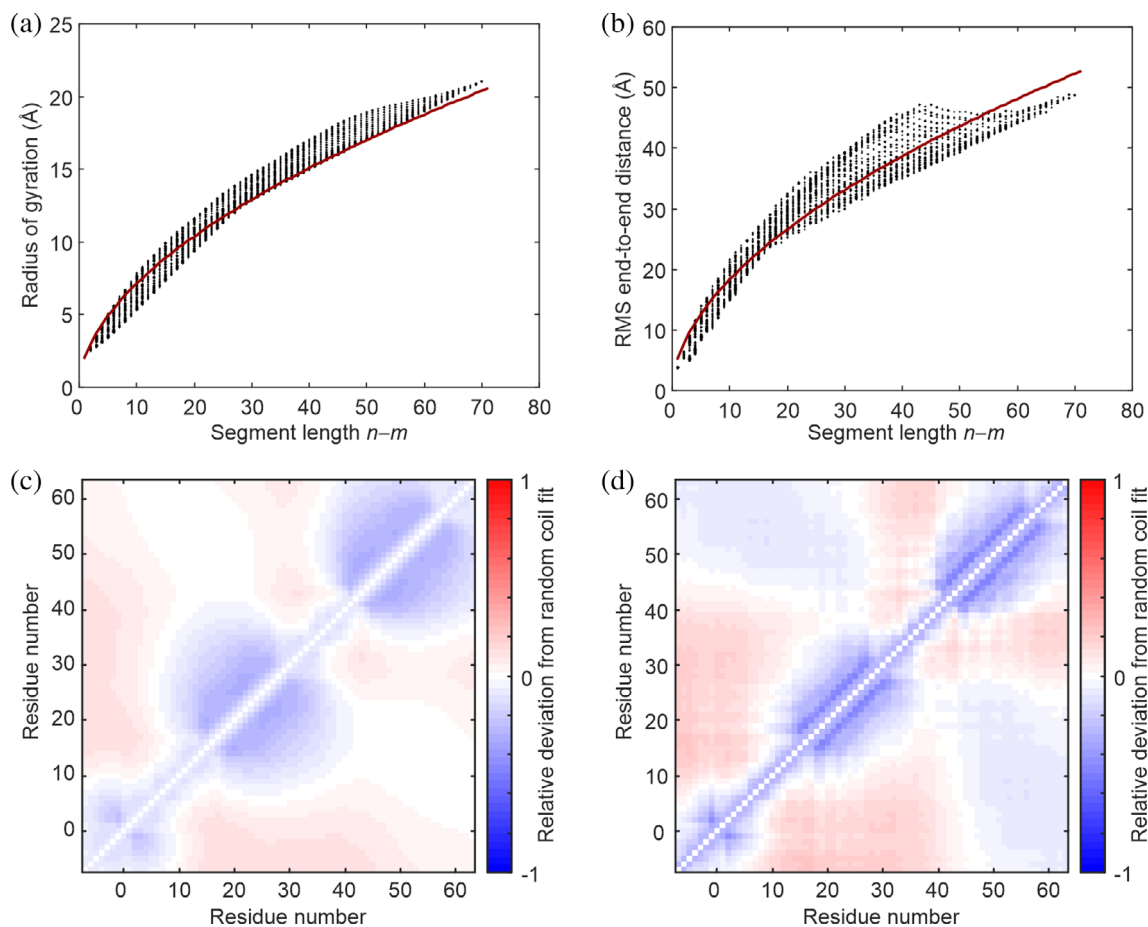 (a)
25
20
15
10
5
0
Radius of gyration (Å)
0 10 20 30 40 50 60 70 80
Segment length n–m
(b)
60
50
40
30
20
10
0
RMS end-to-end distance (Å)
0 10 20 30 40 50 60 70 80
Segment length n–m
(c)
60
50
40
30
20
10
0
Residue number
0 10 20 30 40 50 60
Residue number
1
0
-1
Relative deviation from random coil fit
(d)
60
50
40
30
20
10
0
Residue number
0 10 20 30 40 50 60
Residue number
1
0
-1
Relative deviation from random coil fit